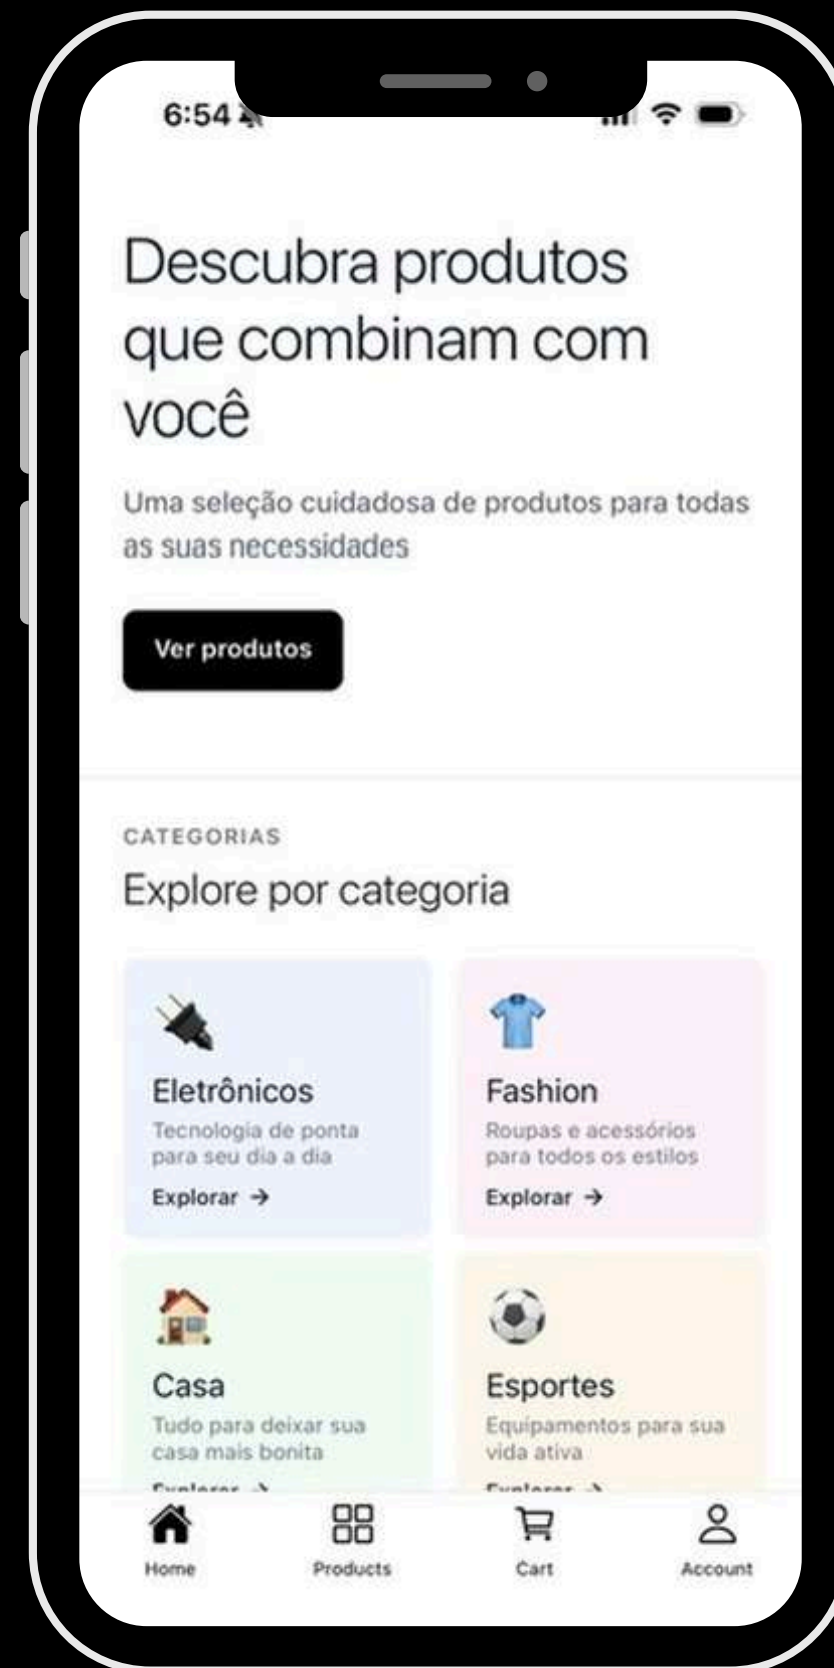 6:54
Descubra produtos
que combinam com
você
Uma seleção cuidadosa de produtos para todas
as suas necessidades
Ver produtos
CATEGORIAS
Explore por categoria
Eletrônicos
Tecnologia de ponta
para seu dia a dia
Explorar →
Fashion
Roupas e acessórios
para todos os estilos
Explorar →
Casa
Tudo para deixar sua
casa mais bonita
Explorar →
Esportes
Equipamentos para sua
vida ativa
Explorar →
Home
Products
Cart
Account